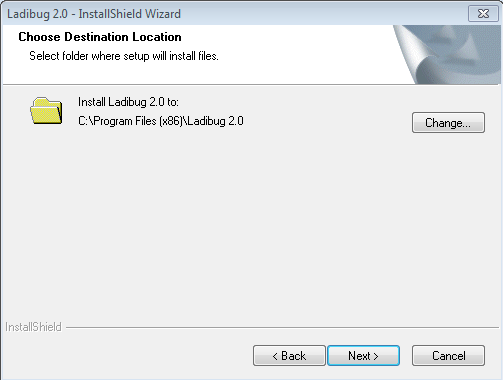 Ladibug 2.0 - InstallShield Wizard
Choose Destination Location
Select folder where setup will install files.
Install Ladibug 2.0 to:
C:\Program Files (x86)\Ladibug 2.0
Change...
InstallShield
< Back
Next >
Cancel